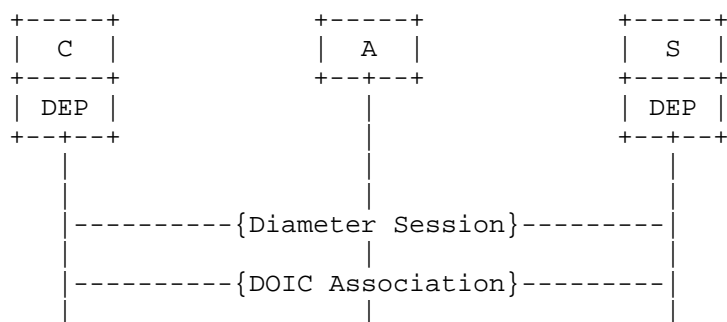 C A S
DEP DEP
{Diameter Session}
{DOIC Association}